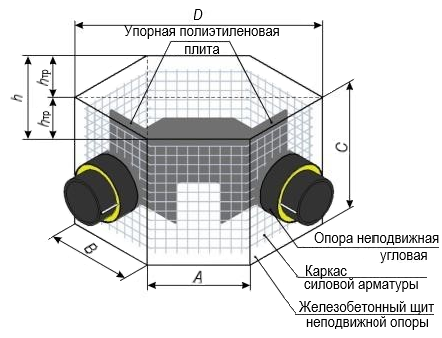 D
Упорная полиэтиленовая
плита
h
hтр
hтр
C
B
A
Опора неподвижная
угловая
Каркас
силовой арматуры
Железобетонный щит
неподвижной опоры